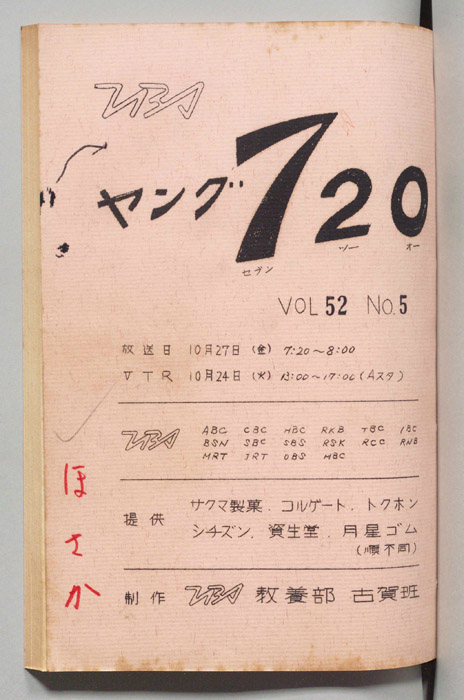 TBS
ヤング720
セブン ツー オー
VOL 52 No.5
放送日 10月27日(金) 7:20~8:00
VTR 10月24日(火) 13:00~17:00(Aスタ)
TBS ABC CBC HBC RKB TBC IBC
BSN SBC SBS RSK RCC RNB
MRT JRT OBS MBC
提供 サクマ製菓. コルゲート. トクホン
シチズン. 資生堂. 月星ゴム
(順不同)
制作 TBS 教養部 古賀班
ほさか